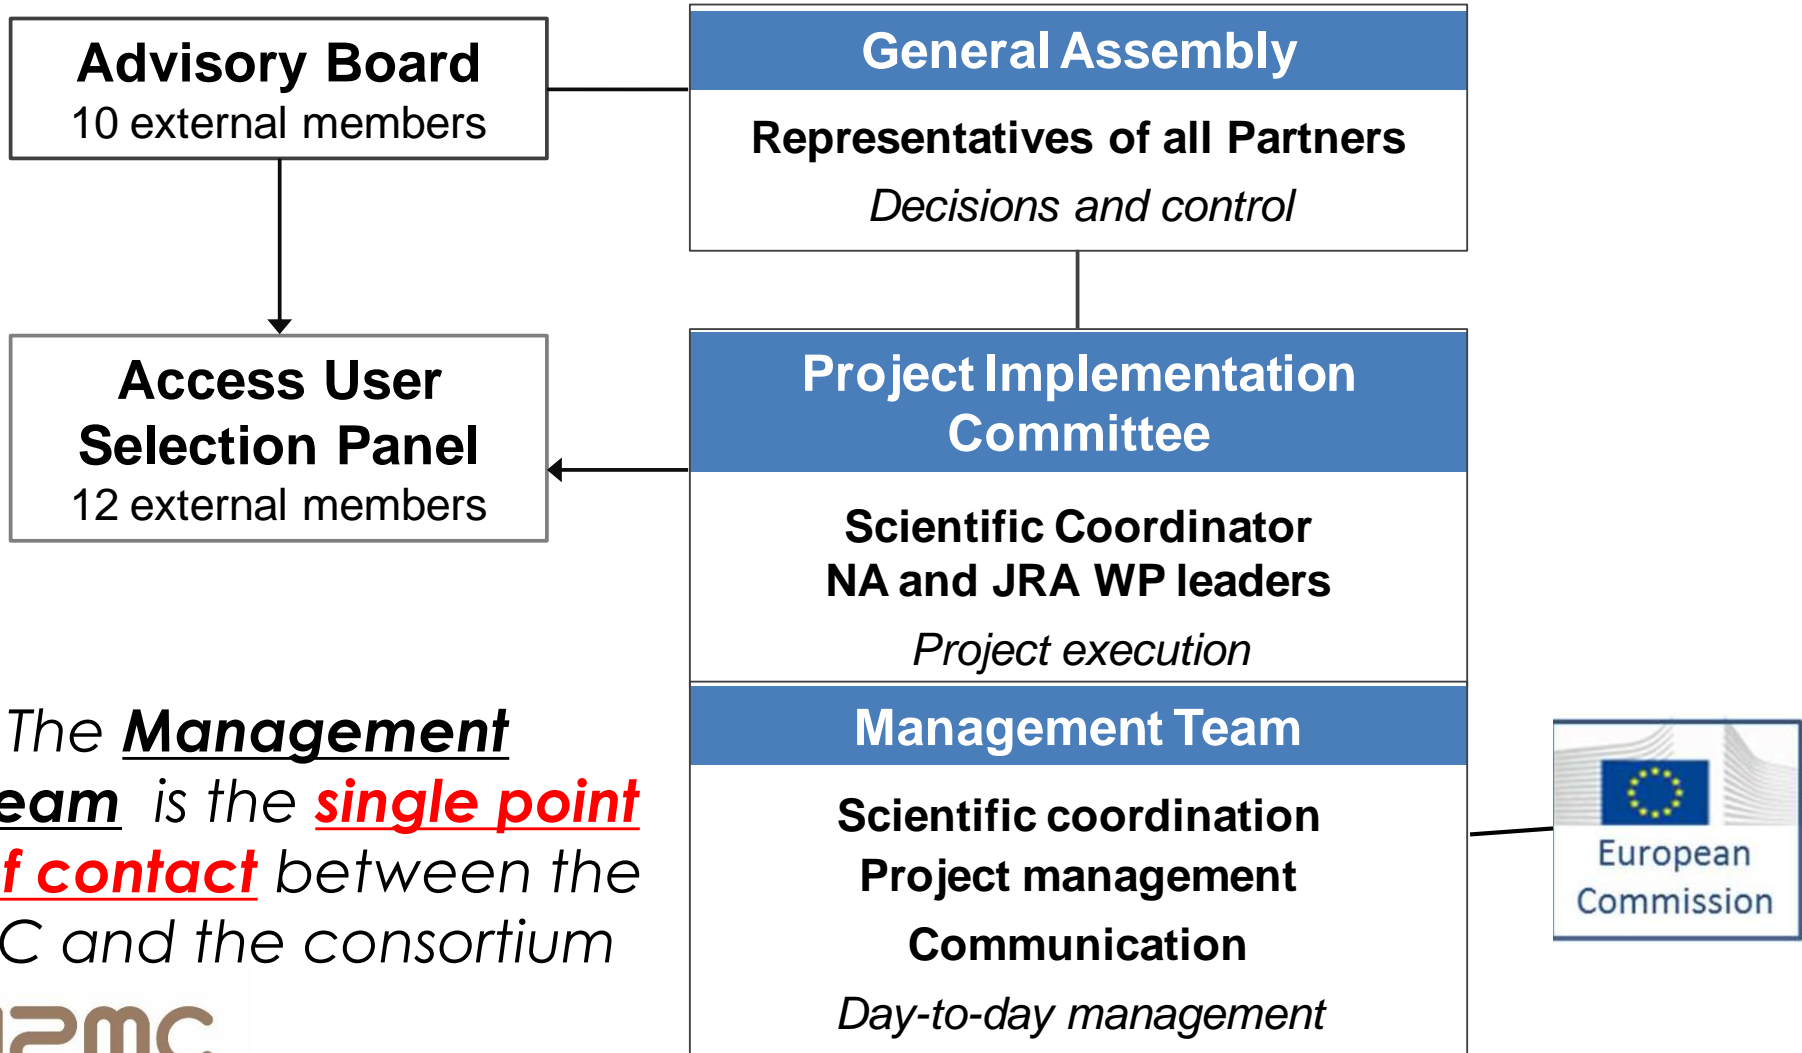 Advisory Board
10 external members
General Assembly
Representatives of all Partners
Decisions and control
Access User
Selection Panel
12 external members
Project Implementation
Committee
Scientific Coordinator
NA and JRA WP leaders
Project execution
The Management
eam is the single point
f contact between the
C and the consortium
Management Team
Scientific coordination
Project management
Communication
Day-to-day management
European
Commission